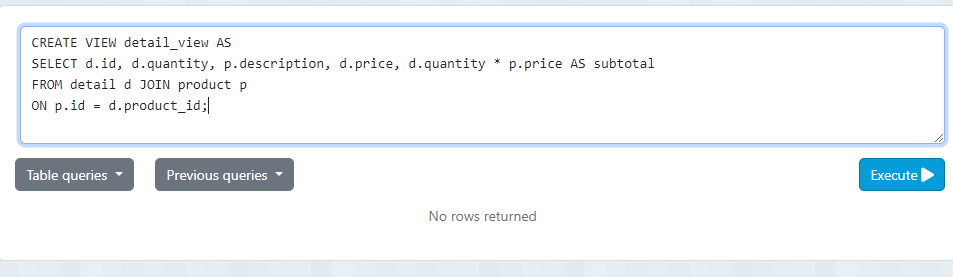 CREATE VIEW detail_view AS
SELECT d.id, d.quantity, p.description, d.price, d.quantity * p.price AS subtotal
FROM detail d JOIN product p
ON p.id = d.product_id;
Table queries
Previous queries
Execute
No rows returned